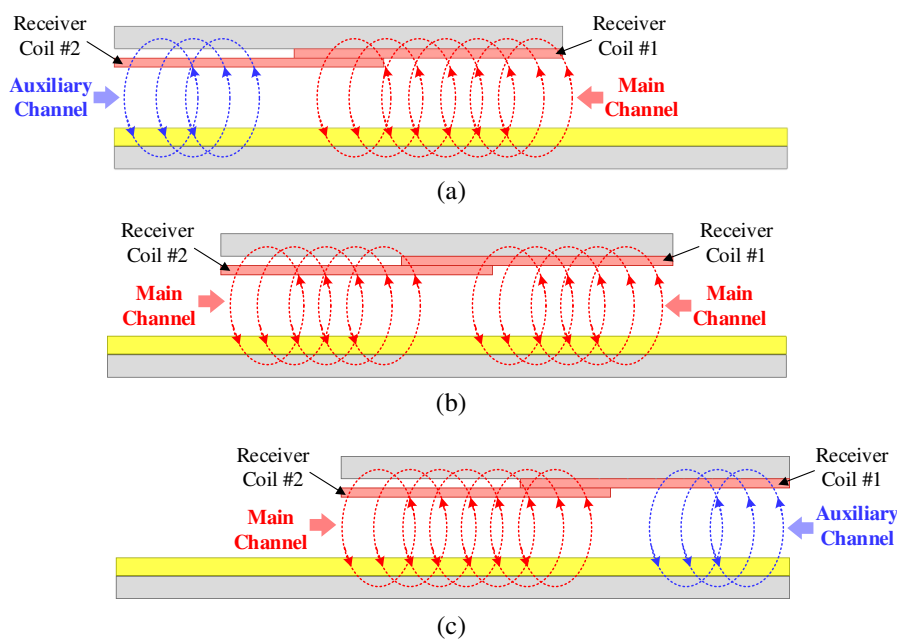 Receiver
Coil #2
Receiver
Coil #1
Auxiliary
Channel
Main
Channel
(a)
Receiver
Coil #2
Receiver
Coil #1
Main
Channel
Main
Channel
(b)
Receiver
Coil #2
Receiver
Coil #1
Main
Channel
Auxiliary
Channel
(c)